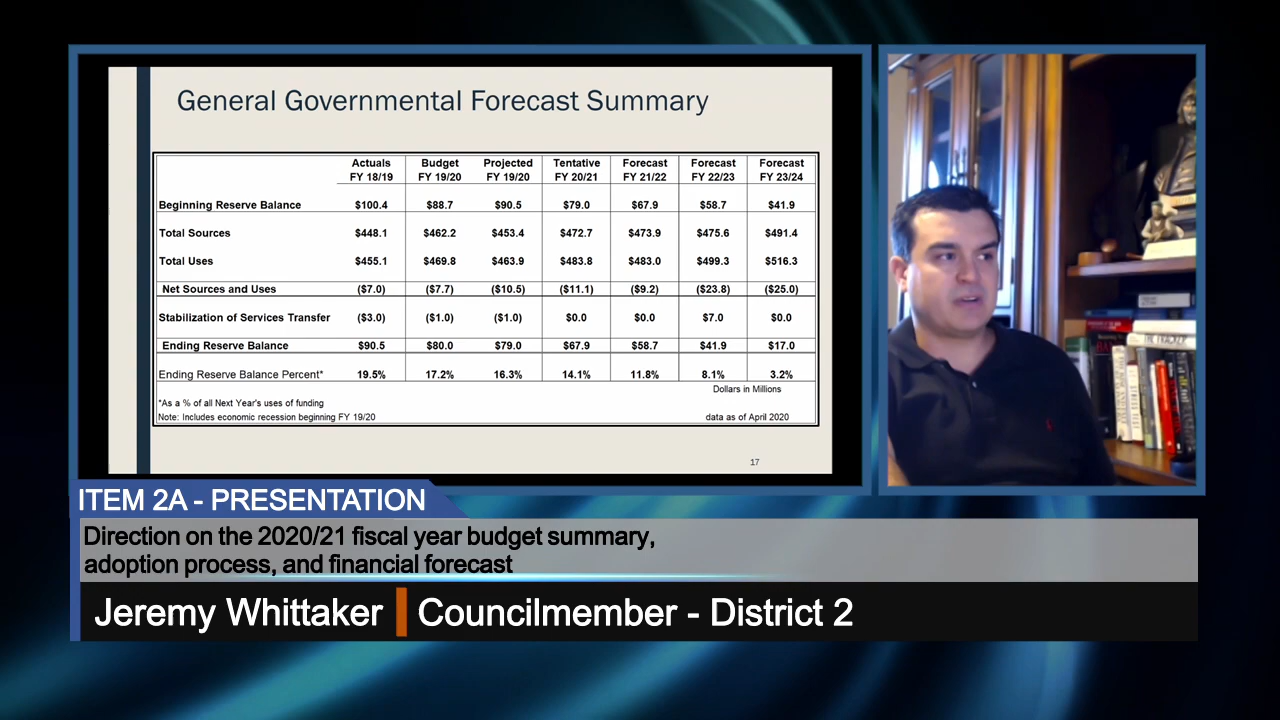 General Governmental Forecast Summary
Actuals Budget Projected Tentative Forecast Forecast Forecast
FY 18/19 FY 19/20 FY 19/20 FY 20/21 FY 21/22 FY 22/23 FY 23/24
Beginning Reserve Balance $100.4 $88.7 $90.5 $79.0 $67.9 $58.7 $41.9
Total Sources $448.1 $462.2 $453.4 $472.7 $473.9 $475.6 $491.4
Total Uses $455.1 $469.8 $463.9 $483.8 $483.0 $499.3 $516.3
Net Sources and Uses ($7.0) ($7.7) ($10.5) ($11.1) ($9.2) ($23.8) ($25.0)
Stabilization of Services Transfer ($3.0) ($1.0) ($1.0) $0.0 $0.0 $7.0 $0.0
Ending Reserve Balance $90.5 $80.0 $79.0 $67.9 $58.7 $41.9 $17.0
Ending Reserve Balance Percent* 19.5% 17.2% 16.3% 14.1% 11.8% 8.1% 3.2%
Dollars in Millions
*As a % of all Next Year's uses of funding
Note: Includes economic recession beginning FY 19/20 data as of April 2020
17
ITEM 2A - PRESENTATION
Direction on the 2020/21 fiscal year budget summary,
adoption process, and financial forecast
Jeremy Whittaker Councilmember - District 2